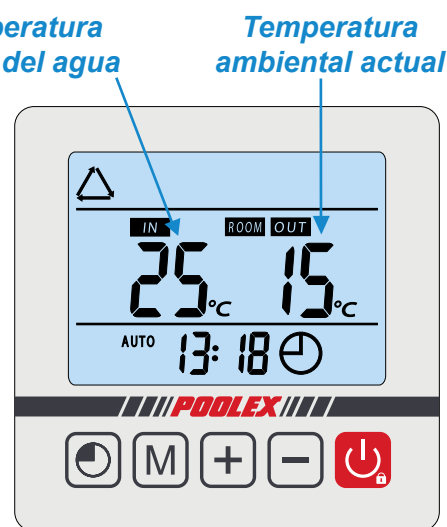 peratura
del agua
Temperatura
ambiental actual
IN ROOM OUT
25°C 15°C
AUTO 13:18
POOLEX
M + −